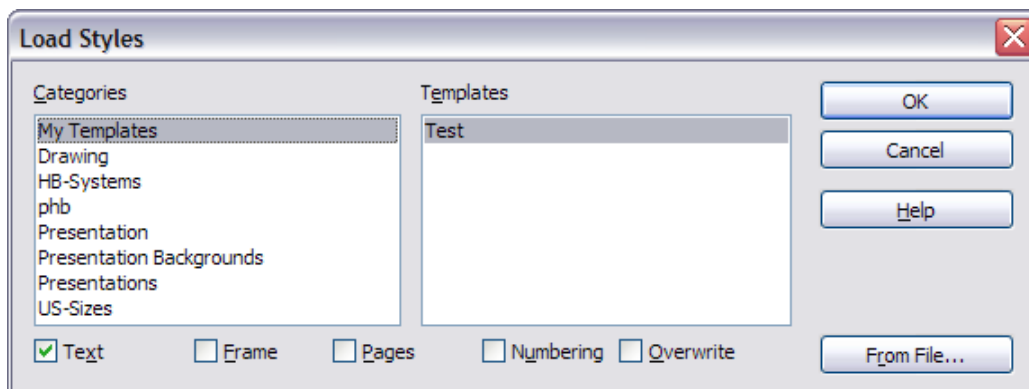 Load Styles
Categories
My Templates
Drawing
HB-Systems
phb
Presentation
Presentation Backgrounds
Presentations
US-Sizes
Templates
Test
OK
Cancel
Help
Text Frame Pages Numbering Overwrite
From File...